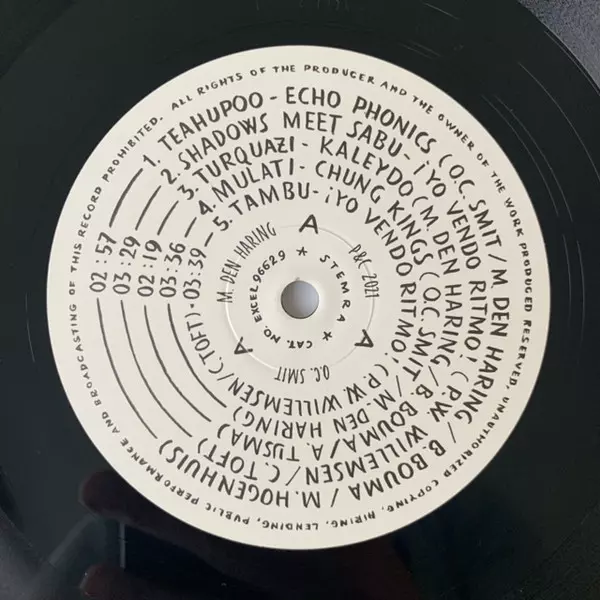 ALL RIGHTS OF THE PRODUCER AND THE OWNER OF THE WORK PRODUCED RESERVED. UNAUTHORIZED COPYING, HIRING, LENDING, PUBLIC PERFORMANCE AND BROADCASTING OF THIS RECORD PROHIBITED.
1. TEAHUPOO - ECHO PHONICS (O.C. SMIT / M. DEN HARING / B. BOUMA / M. HOGENHUIS) 02:57
2. SHADOWS MEET SABU - ¡YO VENDO RITMO! (P.W. WILLEMSEN / C. TOFT) 03:29
3. TURQUAZI - KALEYDO (M. DEN HARING / B. BOUMA / A. TUSMA) 02:19
4. MULATI - CHUNG KINGS (O.C. SMIT / M. DEN HARING) 03:36
5. TAMBU - ¡YO VENDO RITMO! (P.W. WILLEMSEN / C. TOFT) · 03:39
M. DEN HARING A P&C 2021 A O.C. SMIT A
CAT. NO. EXCEL 96629 * STEMRA *